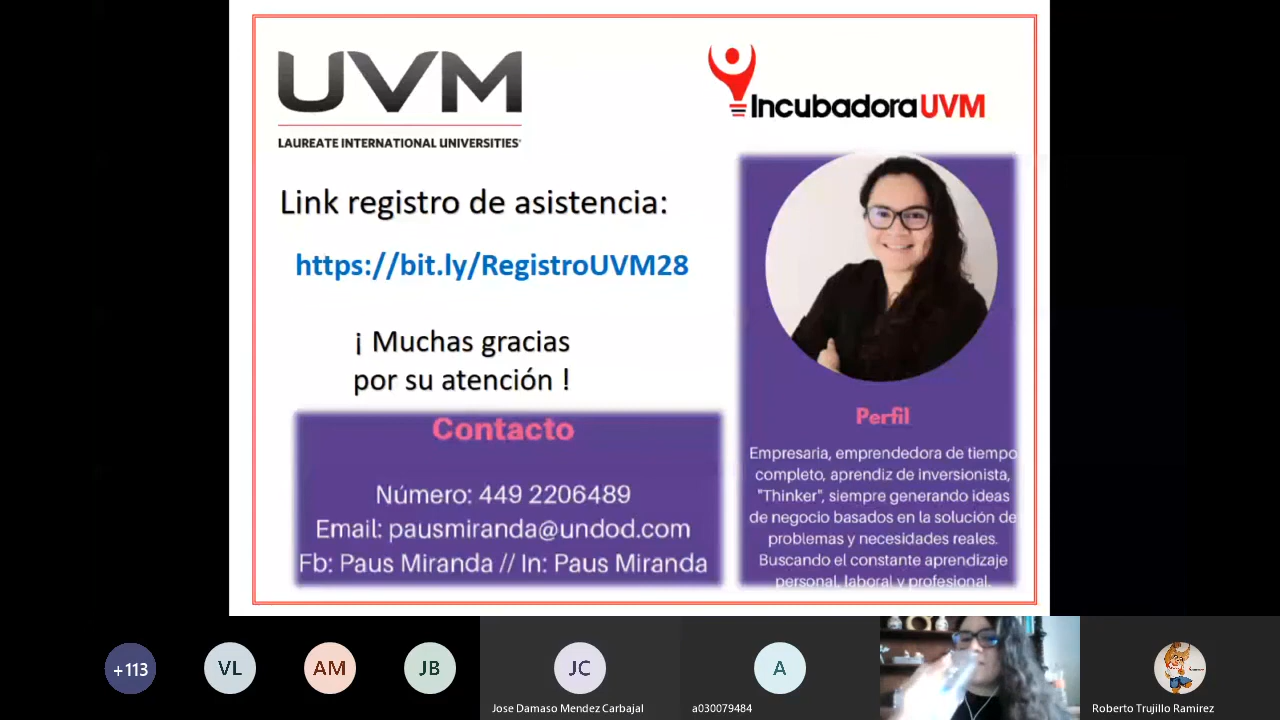 UVM
LAUREATE INTERNATIONAL UNIVERSITIES®
IncubadoraUVM
Link registro de asistencia:
https://bit.ly/RegistroUVM28
¡ Muchas gracias
por su atención !
Contacto
Número: 449 2206489
Email: pausmiranda@undod.com
Fb: Paus Miranda // In: Paus Miranda
Perfil
Empresaria, emprendedora de tiempo
completo, aprendiz de inversionista,
"Thinker", siempre generando ideas
de negocio basados en la solución de
problemas y necesidades reales.
Buscando el constante aprendizaje
personal, laboral y profesional.
+113
VL
AM
JB
JC
Jose Damaso Mendez Carbajal
A
a030079484
Roberto Trujillo Ramirez